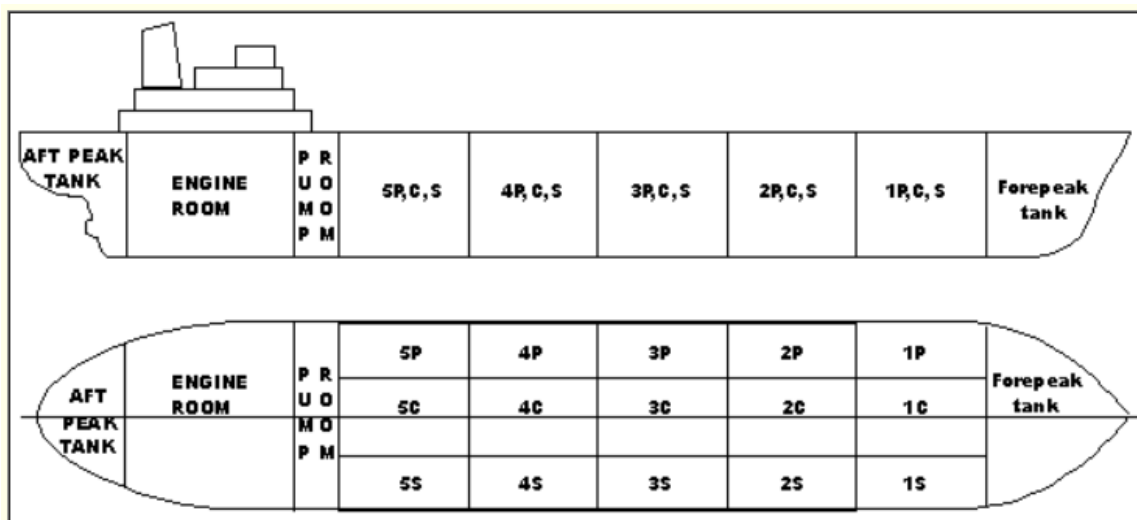 AFT PEAK
TANK
ENGINE
ROOM
P R
U O
M O
P M
5P,C,S
4P,C,S
3P,C,S
2P,C,S
1P,C,S
Forepeak
tank
5P
4P
3P
2P
1P
AFT
PEAK
TANK
ENGINE
ROOM
P R
U O
M O
P M
5C
4C
3C
2C
1C
Forepeak
tank
5S
4S
3S
2S
1S